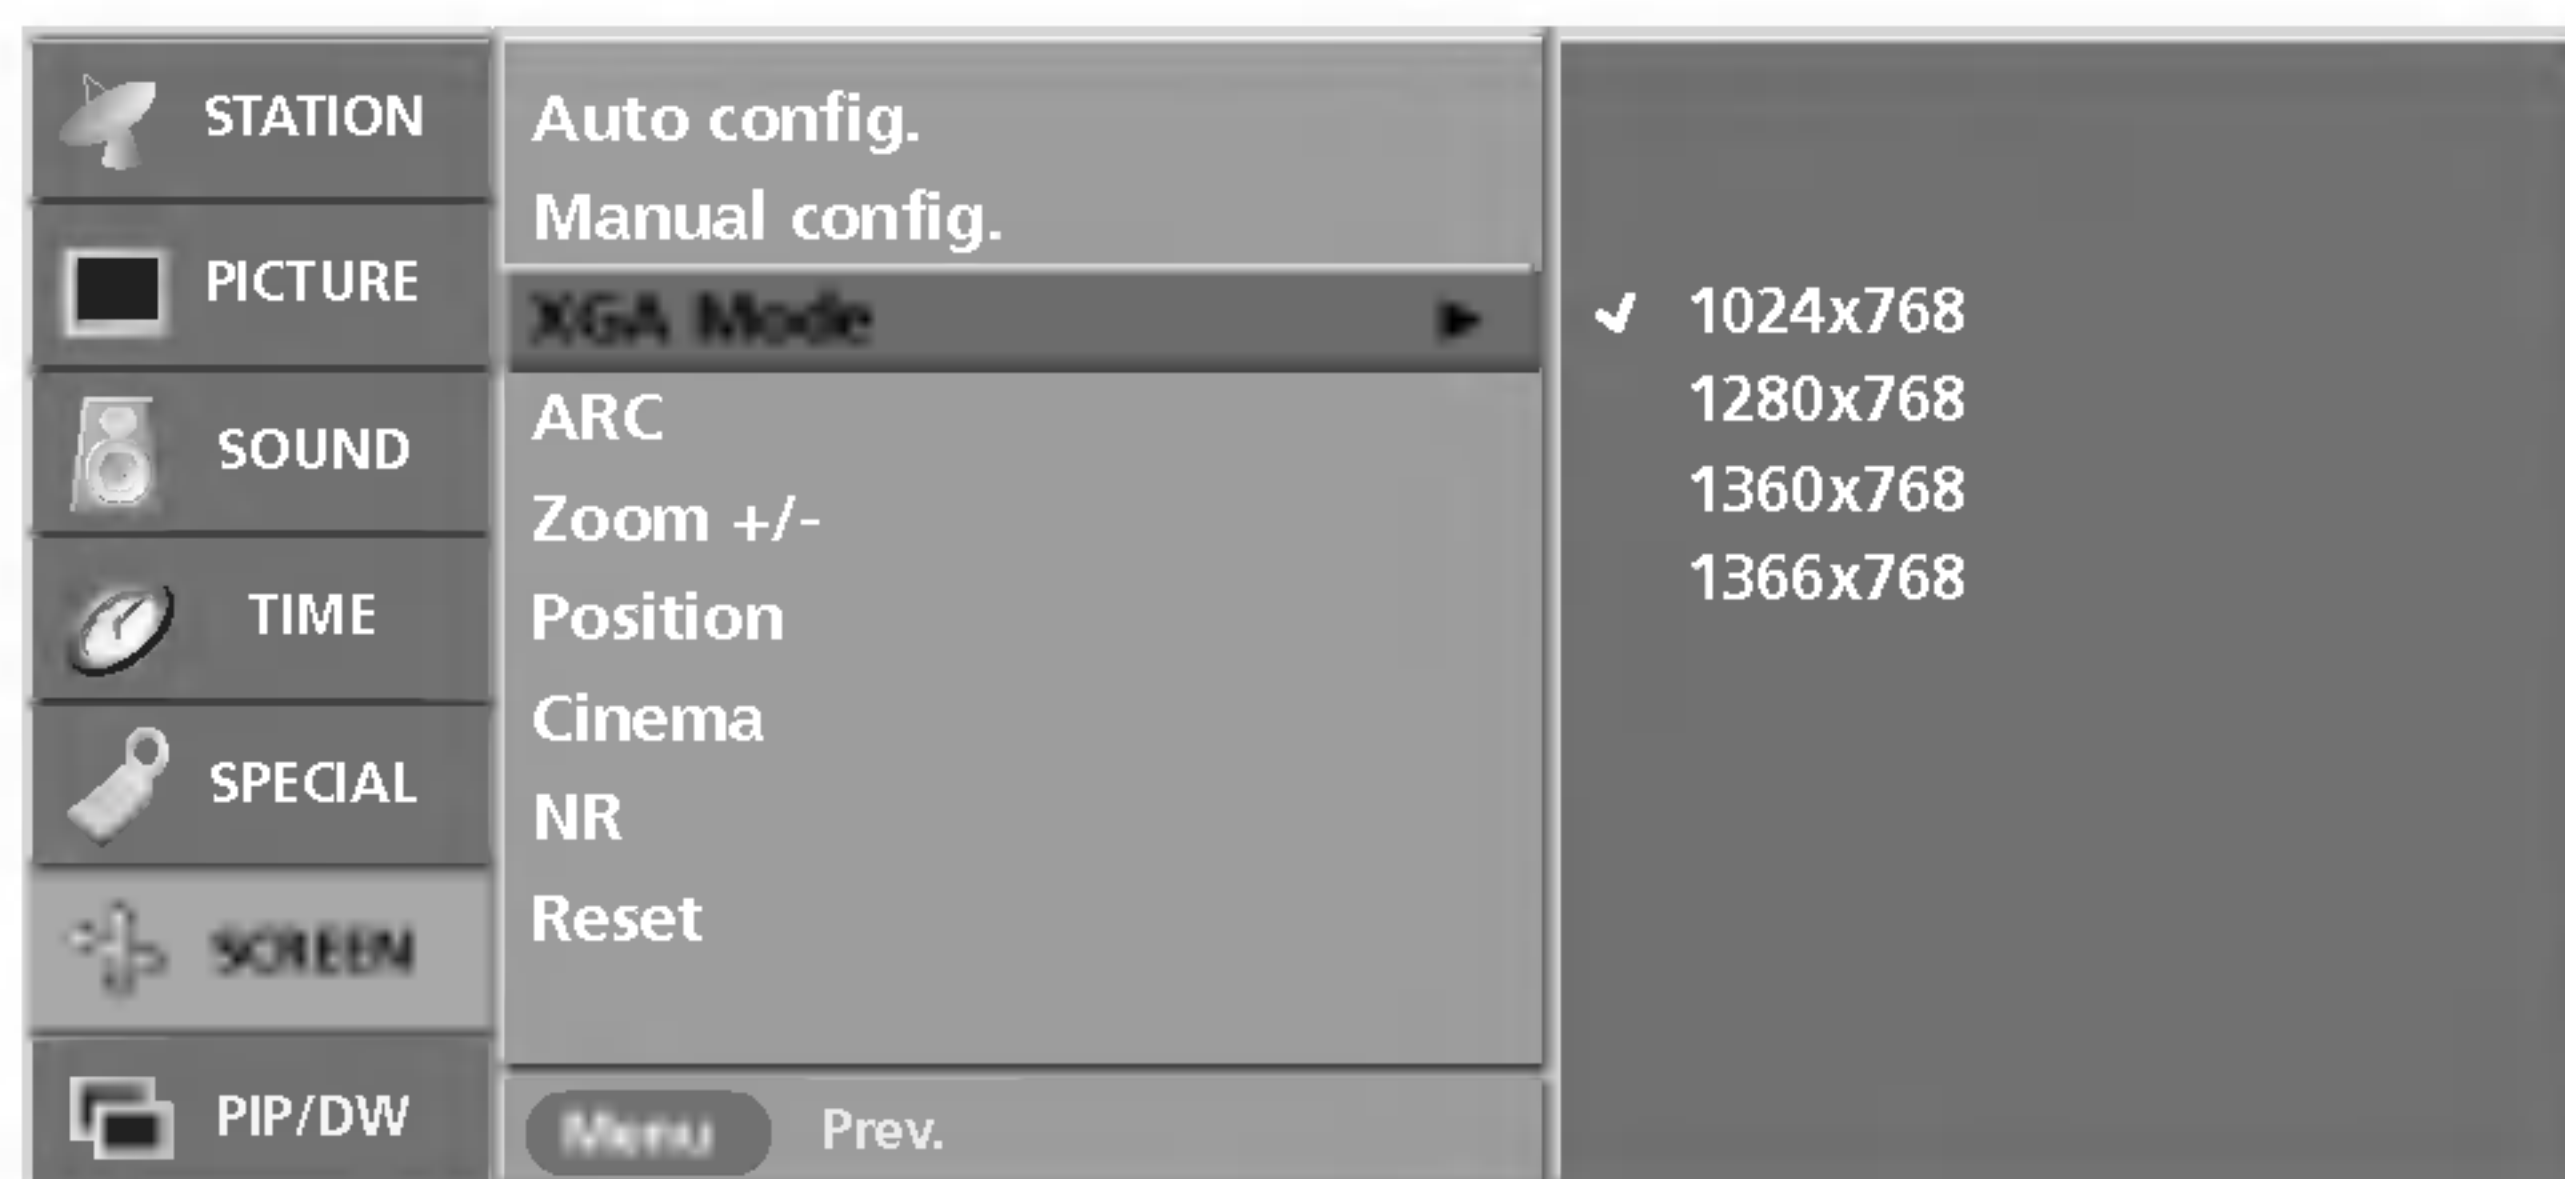 STATION
PICTURE
SOUND
TIME
SPECIAL
SCREEN
PIP/DW
Auto config.
Manual config.
XGA Mode
ARC
Zoom +/-
Position
Cinema
NR
Reset
Menu Prev.
1024x768
1280x768
1360x768
1366x768